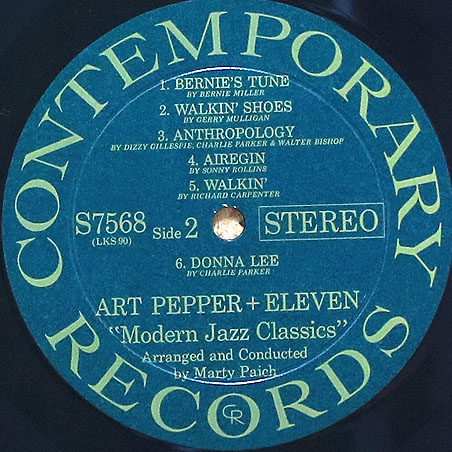 CONTEMPORARY
1. BERNIE'S TUNE
BY BERNIE MILLER
2. WALKIN' SHOES
BY GERRY MULLIGAN
3. ANTHROPOLOGY
BY DIZZY GILLESPIE, CHARLIE PARKER & WALTER BISHOP
4. AIREGIN
BY SONNY ROLLINS
5. WALKIN'
BY RICHARD CARPENTER
S7568
(LKS 90)
Side 2
STEREO
6. DONNA LEE
BY CHARLIE PARKER
ART PEPPER + ELEVEN
"Modern Jazz Classics"
Arranged and Conducted
by Marty Paich
RECORDS
CR